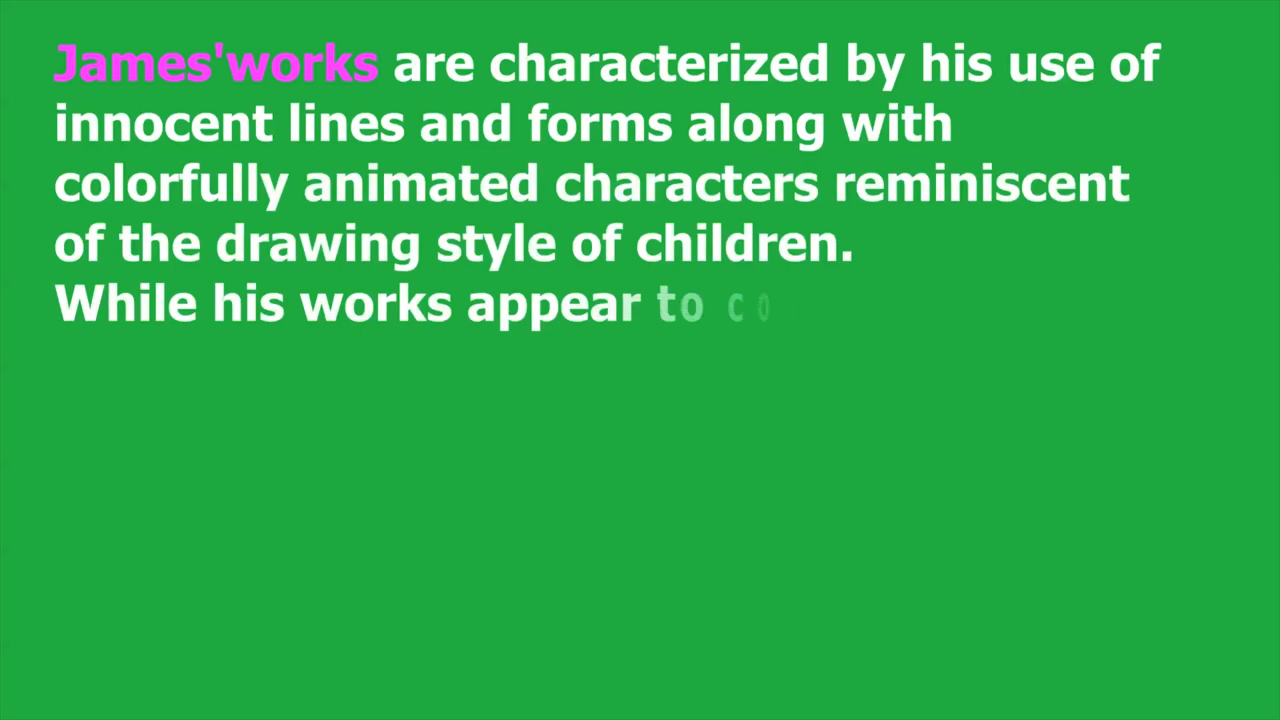 James'works are characterized by his use of
innocent lines and forms along with
colorfully animated characters reminiscent
of the drawing style of children.
While his works appear to